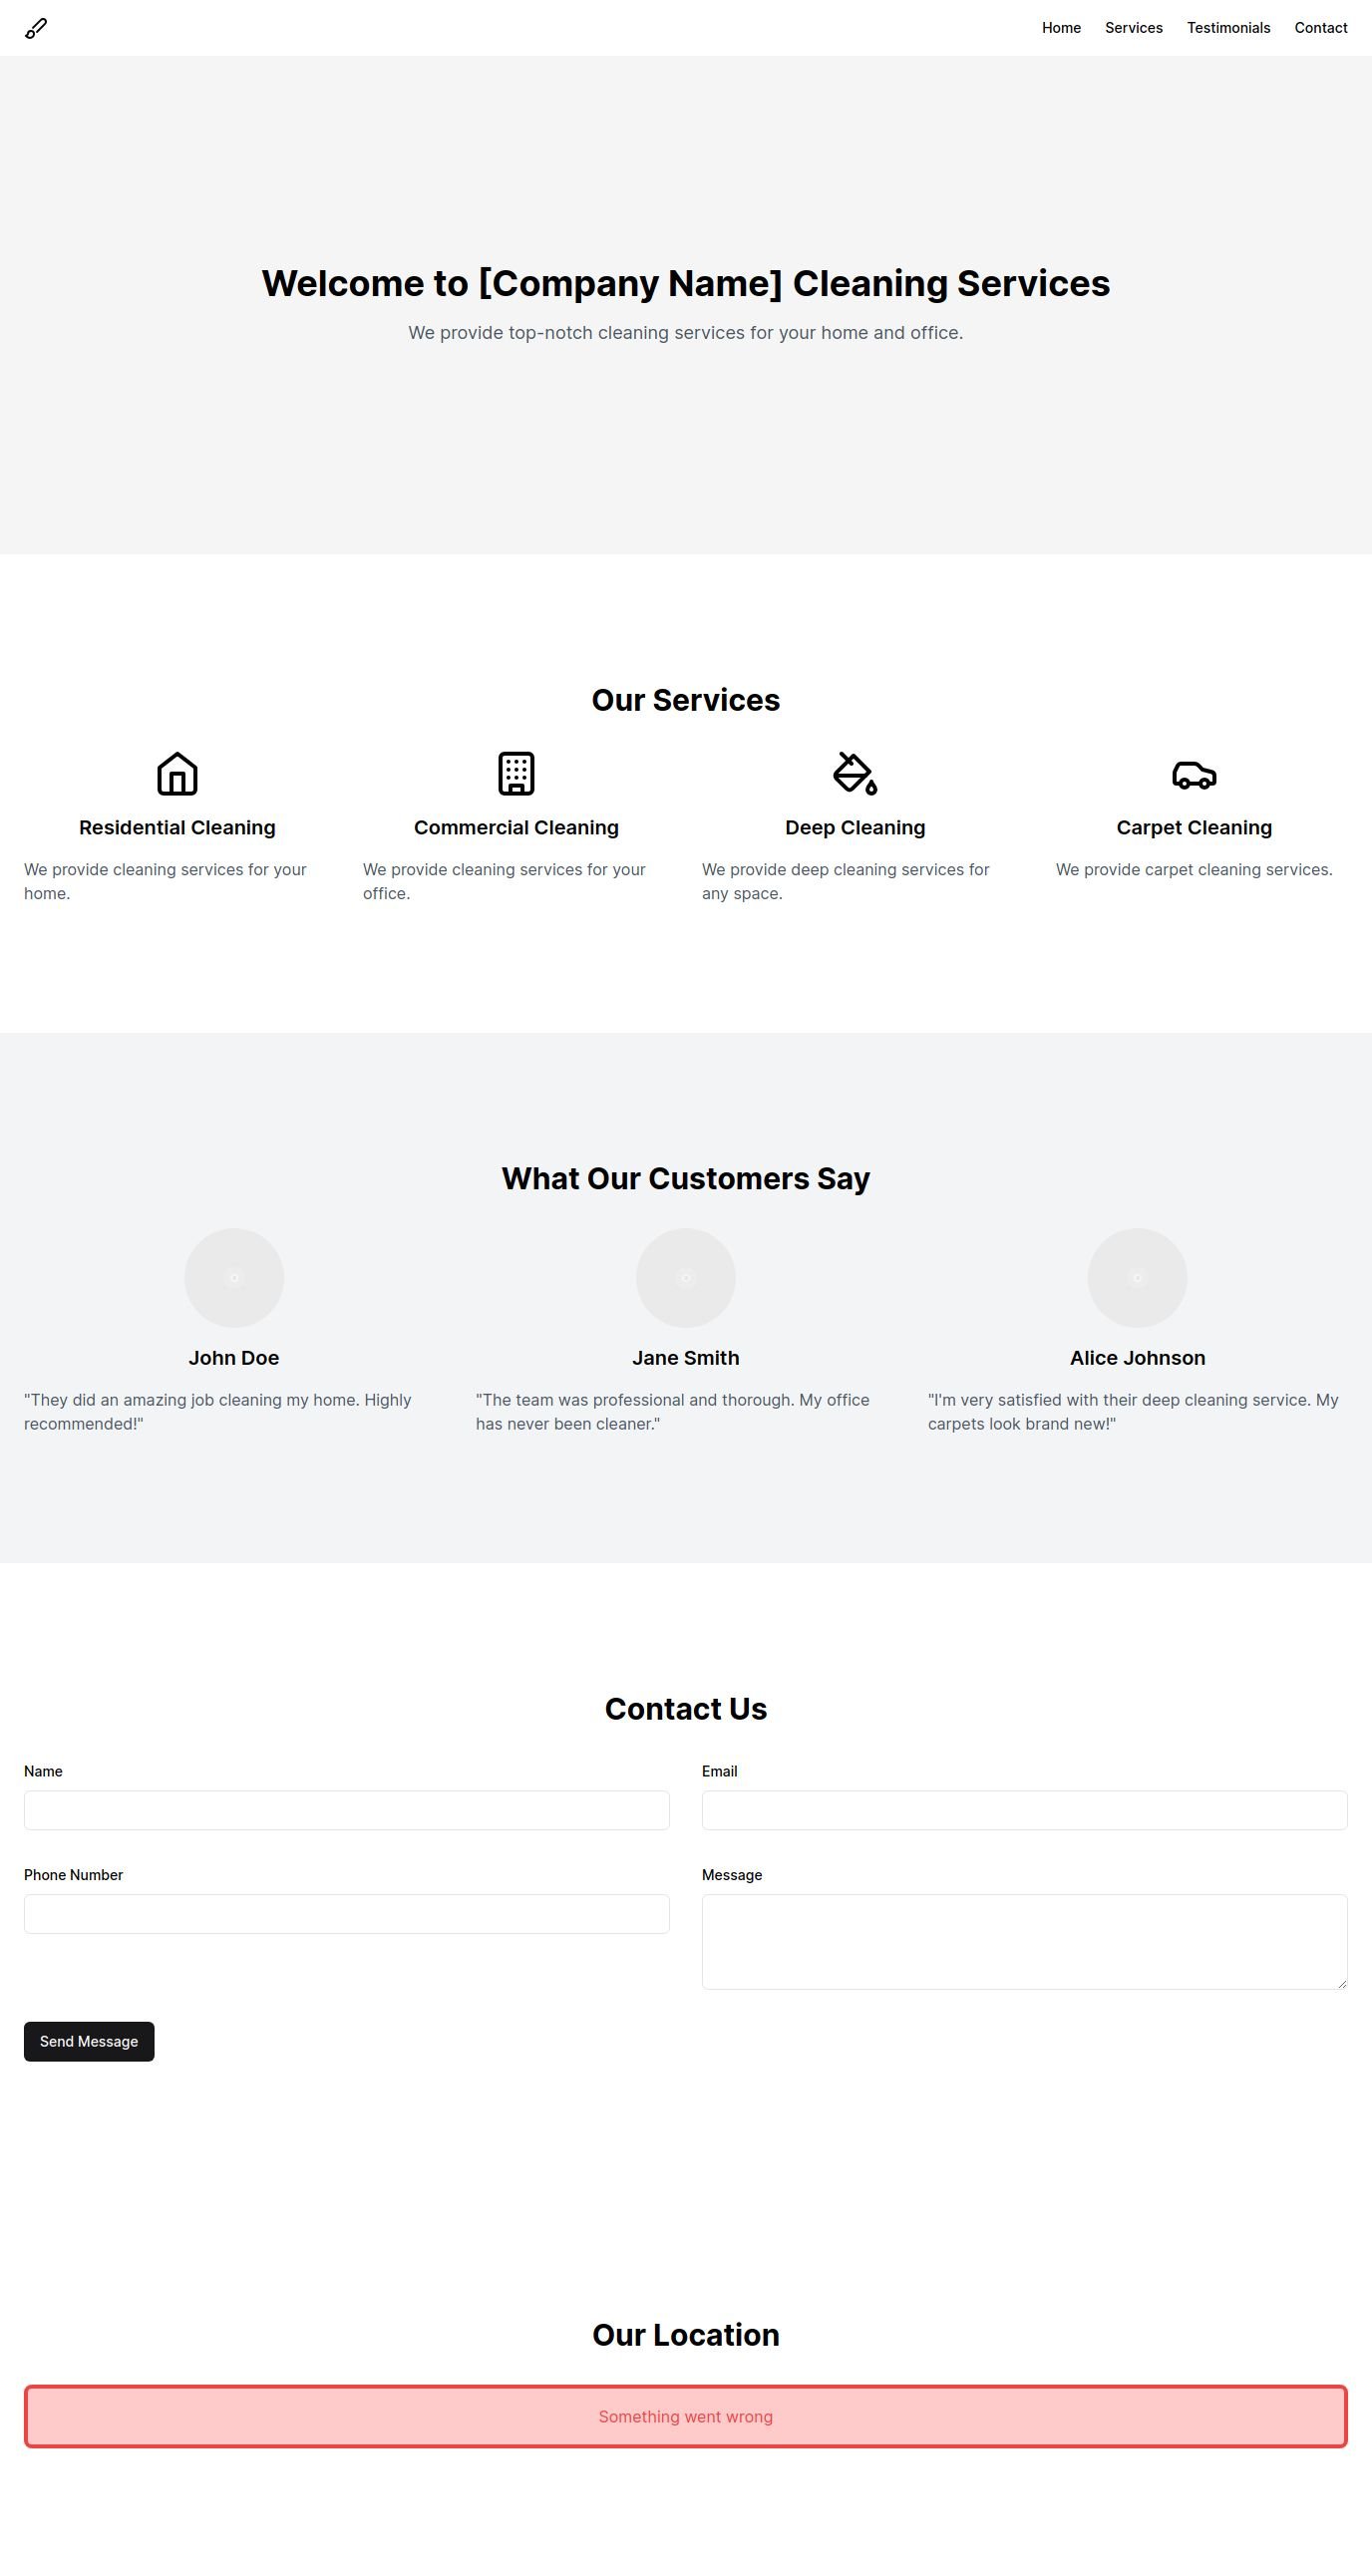 Home Services Testimonials Contact
Welcome to [Company Name] Cleaning Services
We provide top-notch cleaning services for your home and office.
Our Services
Residential Cleaning
We provide cleaning services for your
home.
Commercial Cleaning
We provide cleaning services for your
office.
Deep Cleaning
We provide deep cleaning services for
any space.
Carpet Cleaning
We provide carpet cleaning services.
What Our Customers Say
John Doe
"They did an amazing job cleaning my home. Highly
recommended!"
Jane Smith
"The team was professional and thorough. My office
has never been cleaner."
Alice Johnson
"I'm very satisfied with their deep cleaning service. My
carpets look brand new!"
Contact Us
Name
Email
Phone Number
Message
Send Message
Our Location
Something went wrong